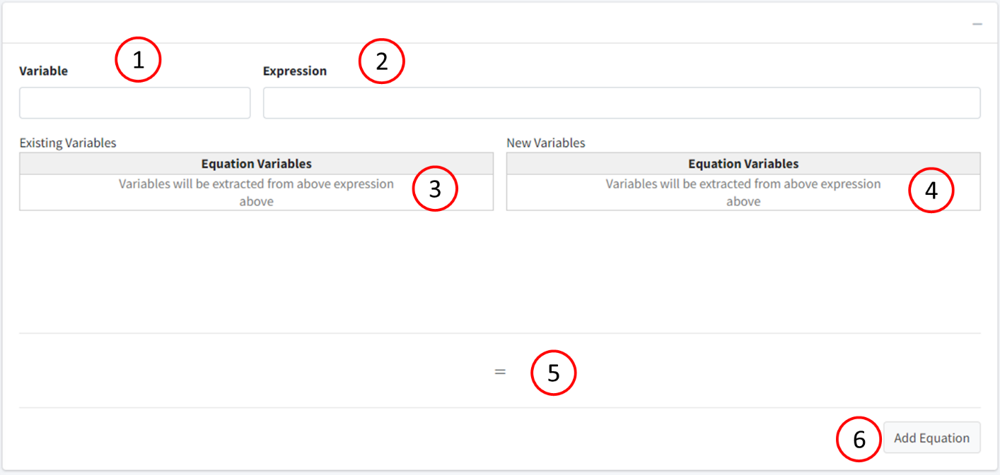 1
2
Variable
Expression
Existing Variables
New Variables
Equation Variables
Equation Variables
Variables will be extracted from above expression
above
3
Variables will be extracted from above expression
above
4
=
5
6
Add Equation